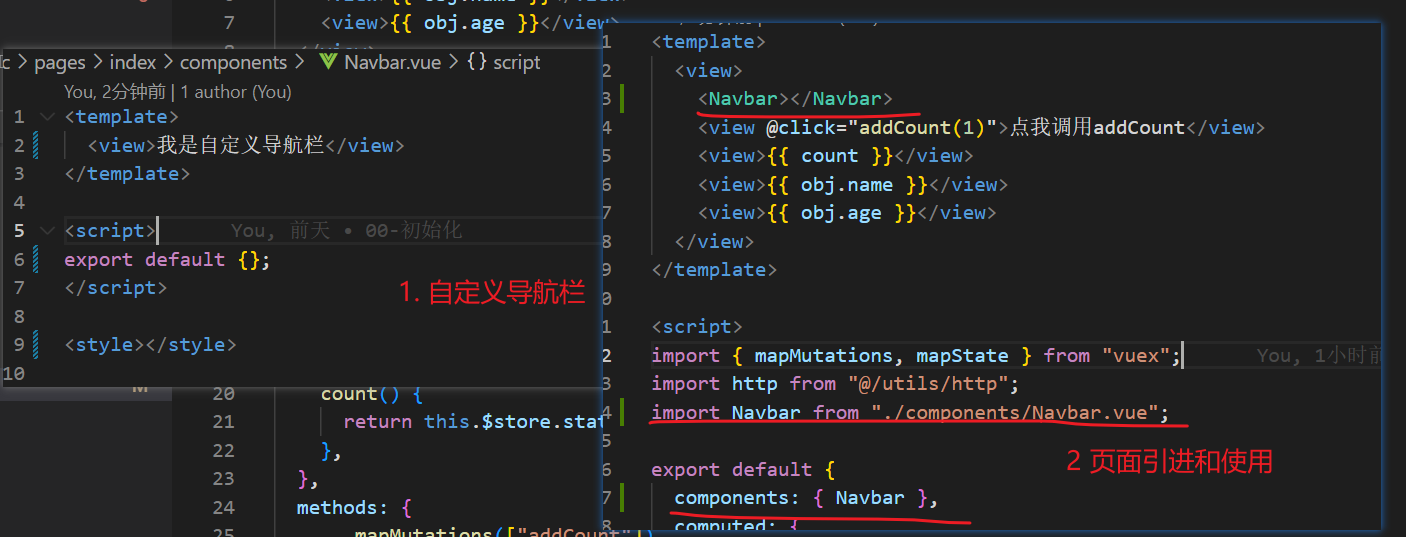 <view>{{ obj.name }}</view>
7 <view>{{ obj.age }}</view>
c > pages > index > components > Navbar.vue > {} script
You, 2分钟前 | 1 author (You)
1 <template>
2 <view>我是自定义导航栏</view>
3 </template>
4
5 <script> You, 前天 • 00-初始化
6 export default {};
7 </script>
8
9 <style></style>
10
1. 自定义导航栏
M
20 count() {
21 return this.$store.stat
22 },
23 },
24 methods: {
25 ...mapMutations(["addCount"])
1 <template>
2 <view>
3 <Navbar></Navbar>
4 <view @click="addCount(1)">点我调用addCount</view>
5 <view>{{ count }}</view>
6 <view>{{ obj.name }}</view>
7 <view>{{ obj.age }}</view>
8 </view>
9 </template>
0
1 <script>
2 import { mapMutations, mapState } from "vuex"; You, 1小时前
3 import http from "@/utils/http";
4 import Navbar from "./components/Navbar.vue";
5
6 export default {
7 components: { Navbar },
8 computed: {
2 页面引进和使用